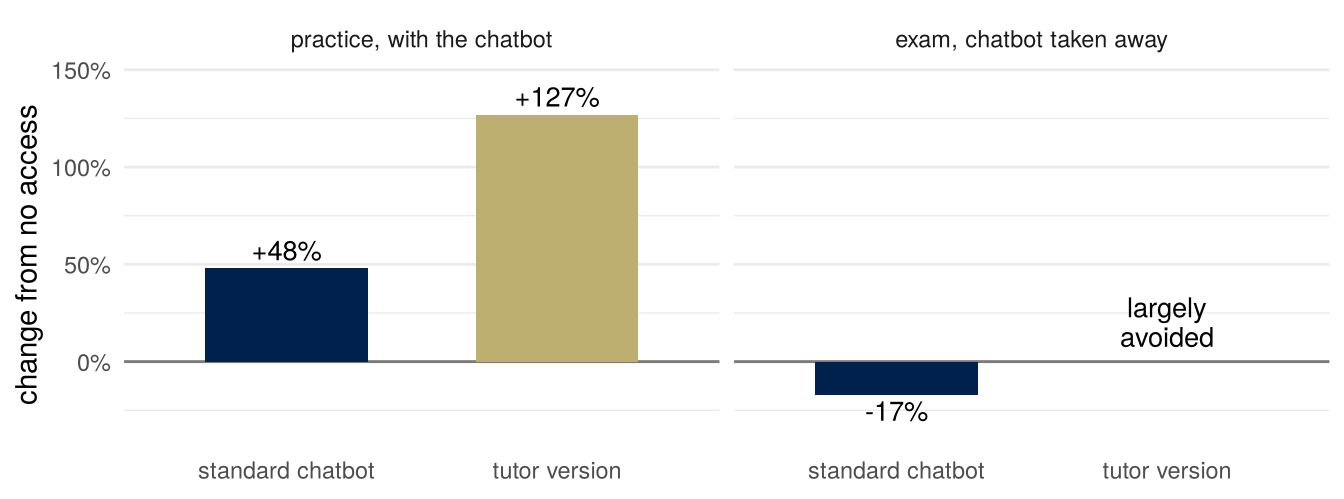 practice, with the chatbot
exam, chatbot taken away
change from no access
150%
100%
50%
0%
+48%
+127%
-17%
largely
avoided
standard chatbot
tutor version
standard chatbot
tutor version